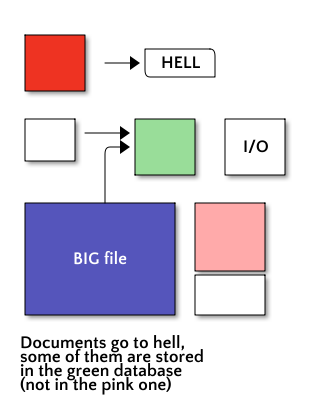 HELL
I/O
BIG file
Documents go to hell,
some of them are stored
in the green database
(not in the pink one)